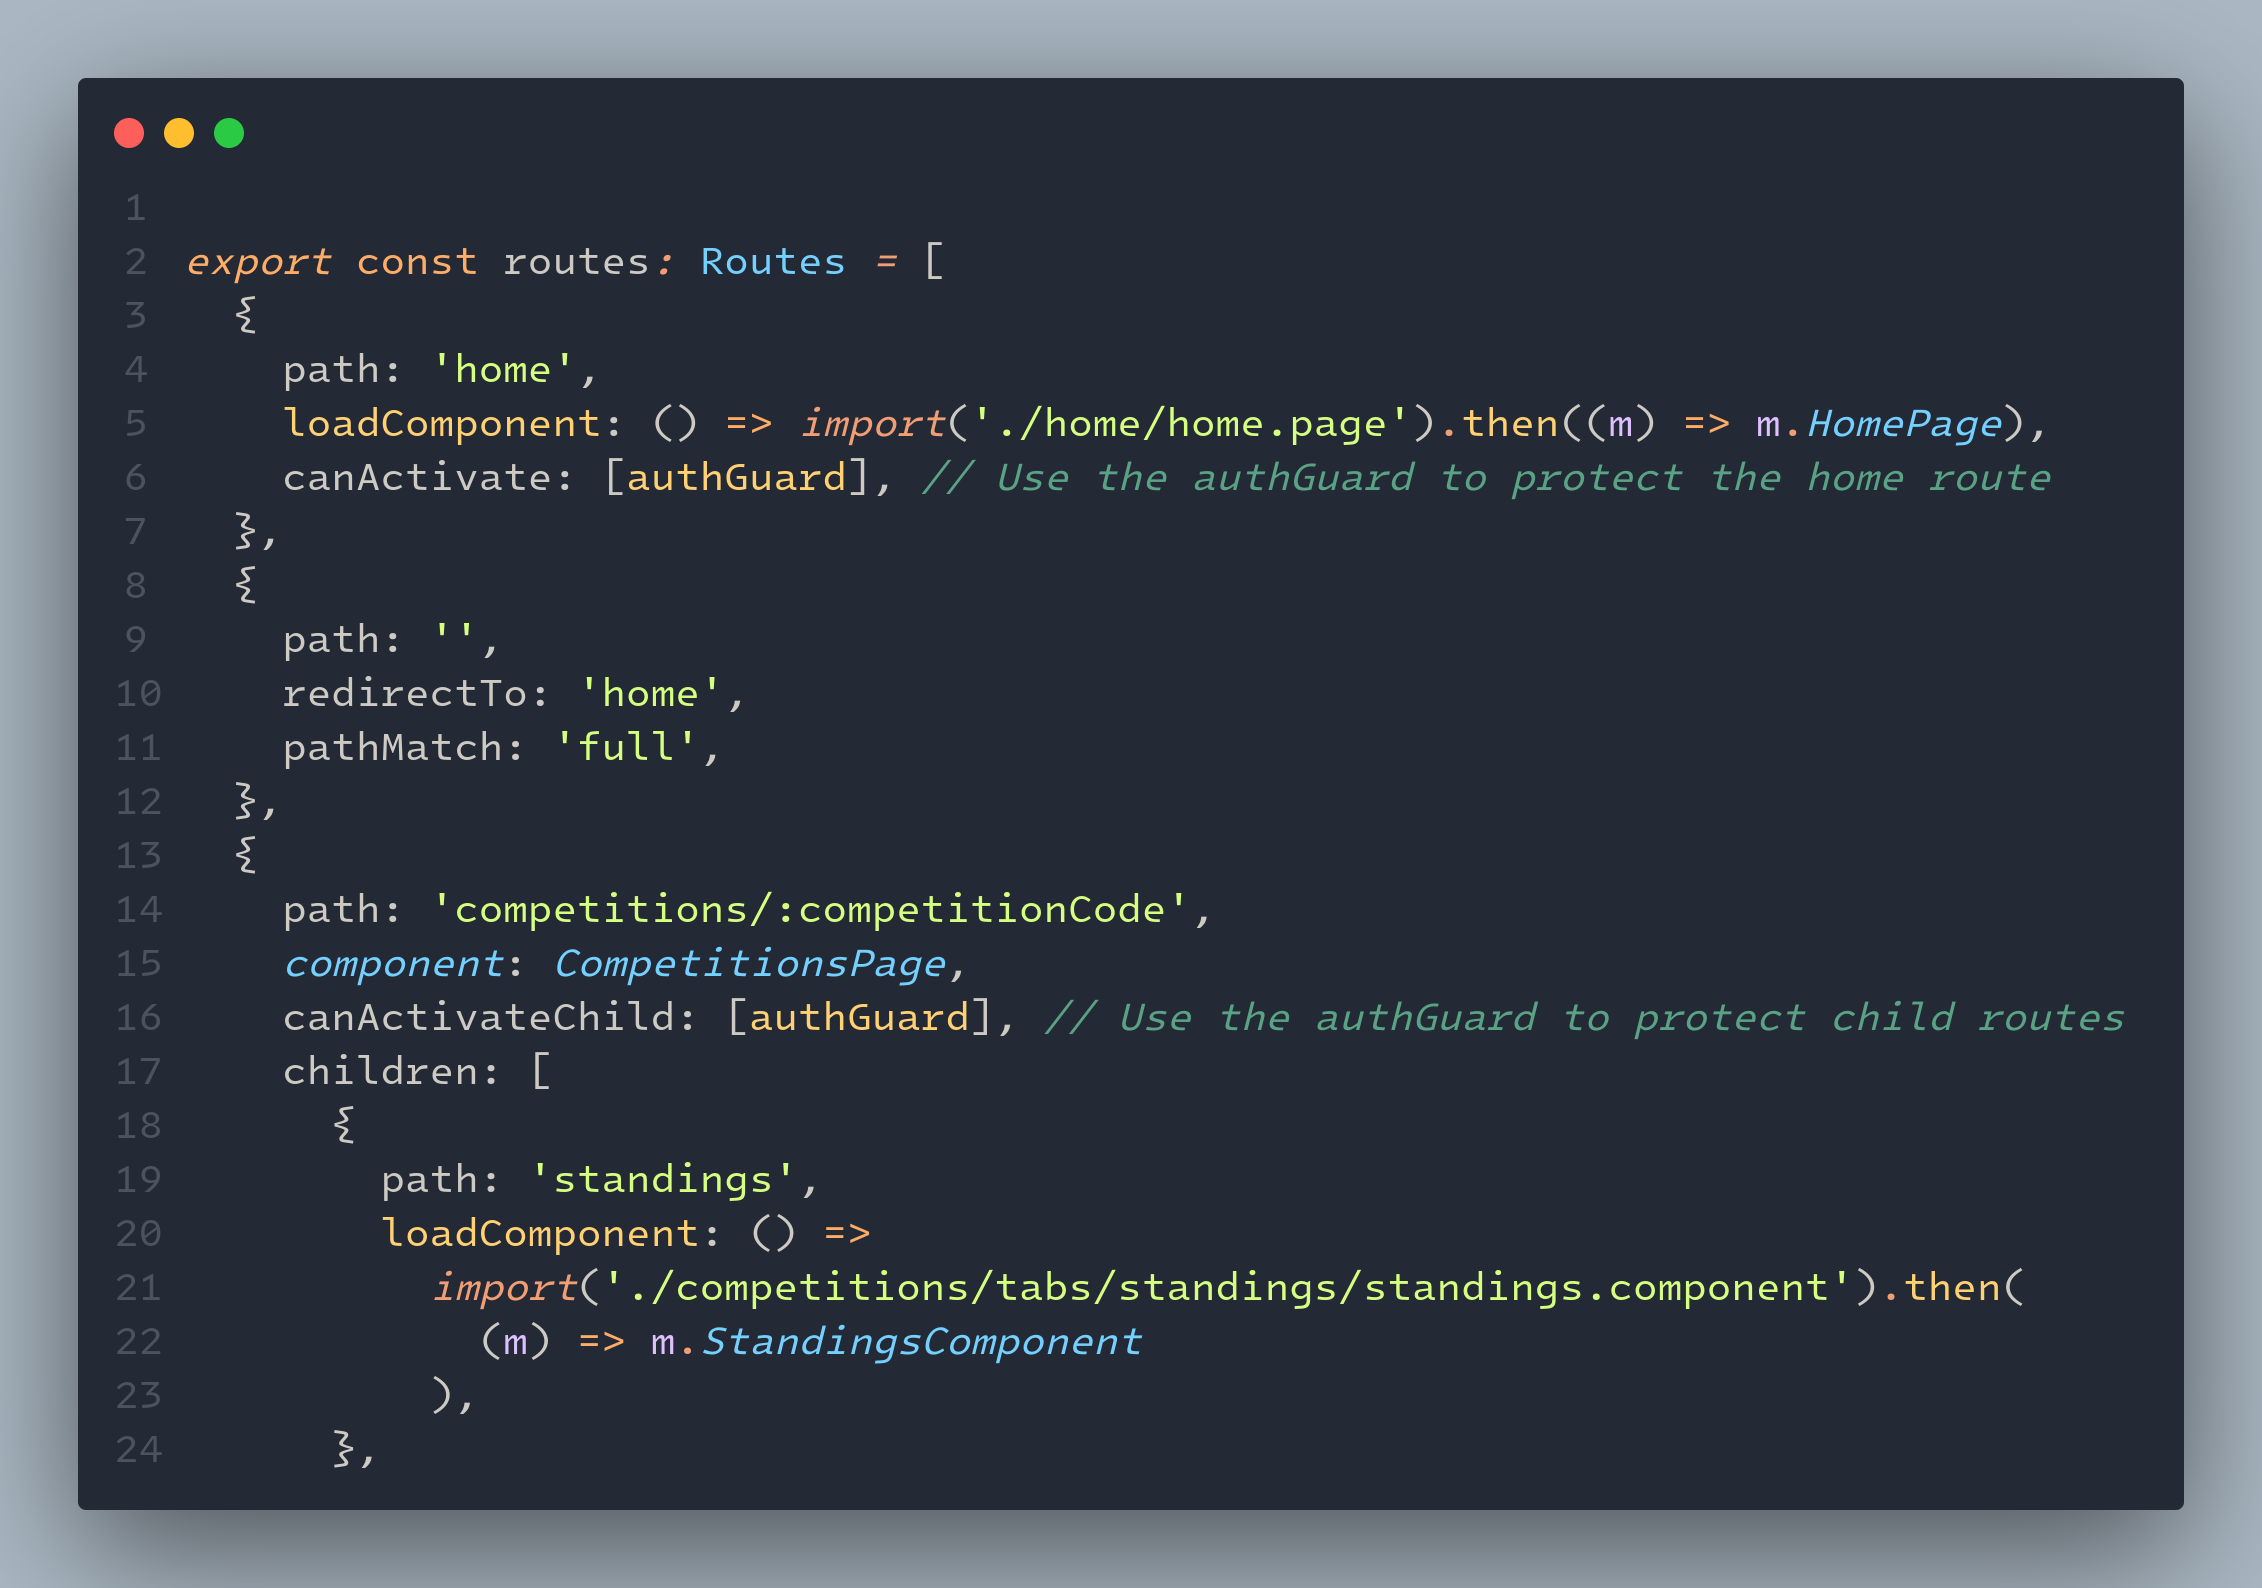 1
2 export const routes: Routes = [
3   {
4     path: 'home',
5     loadComponent: () => import('./home/home.page').then((m) => m.HomePage),
6     canActivate: [authGuard], // Use the authGuard to protect the home route
7   },
8   {
9     path: '',
10     redirectTo: 'home',
11     pathMatch: 'full',
12   },
13   {
14     path: 'competitions/:competitionCode',
15     component: CompetitionsPage,
16     canActivateChild: [authGuard], // Use the authGuard to protect child routes
17     children: [
18       {
19         path: 'standings',
20         loadComponent: () =>
21           import('./competitions/tabs/standings/standings.component').then(
22             (m) => m.StandingsComponent
23           ),
24       },